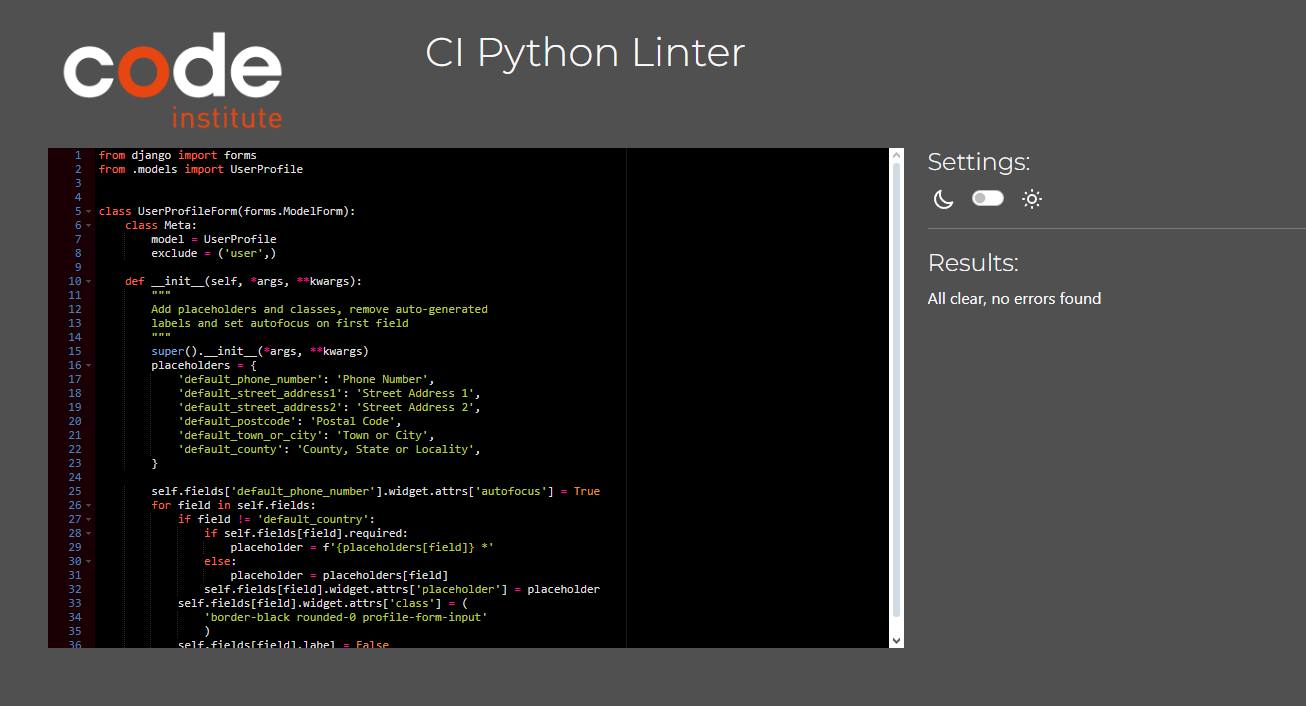 code
institute
CI Python Linter
1 from django import forms
2 from .models import UserProfile
3
4
5 class UserProfileForm(forms.ModelForm):
6     class Meta:
7         model = UserProfile
8         exclude = ('user',)
9
10     def __init__(self, *args, **kwargs):
11         """
12         Add placeholders and classes, remove auto-generated
13         labels and set autofocus on first field
14         """
15         super().__init__(*args, **kwargs)
16         placeholders = {
17             'default_phone_number': 'Phone Number',
18             'default_street_address1': 'Street Address 1',
19             'default_street_address2': 'Street Address 2',
20             'default_postcode': 'Postal Code',
21             'default_town_or_city': 'Town or City',
22             'default_county': 'County, State or Locality',
23         }
24
25         self.fields['default_phone_number'].widget.attrs['autofocus'] = True
26         for field in self.fields:
27             if field != 'default_country':
28                 if self.fields[field].required:
29                     placeholder = f'{placeholders[field]} *'
30                 else:
31                     placeholder = placeholders[field]
32                 self.fields[field].widget.attrs['placeholder'] = placeholder
33             self.fields[field].widget.attrs['class'] = (
34                 'border-black rounded-0 profile-form-input'
35                 )
36             self.fields[field].label = False
Settings:
Results:
All clear, no errors found